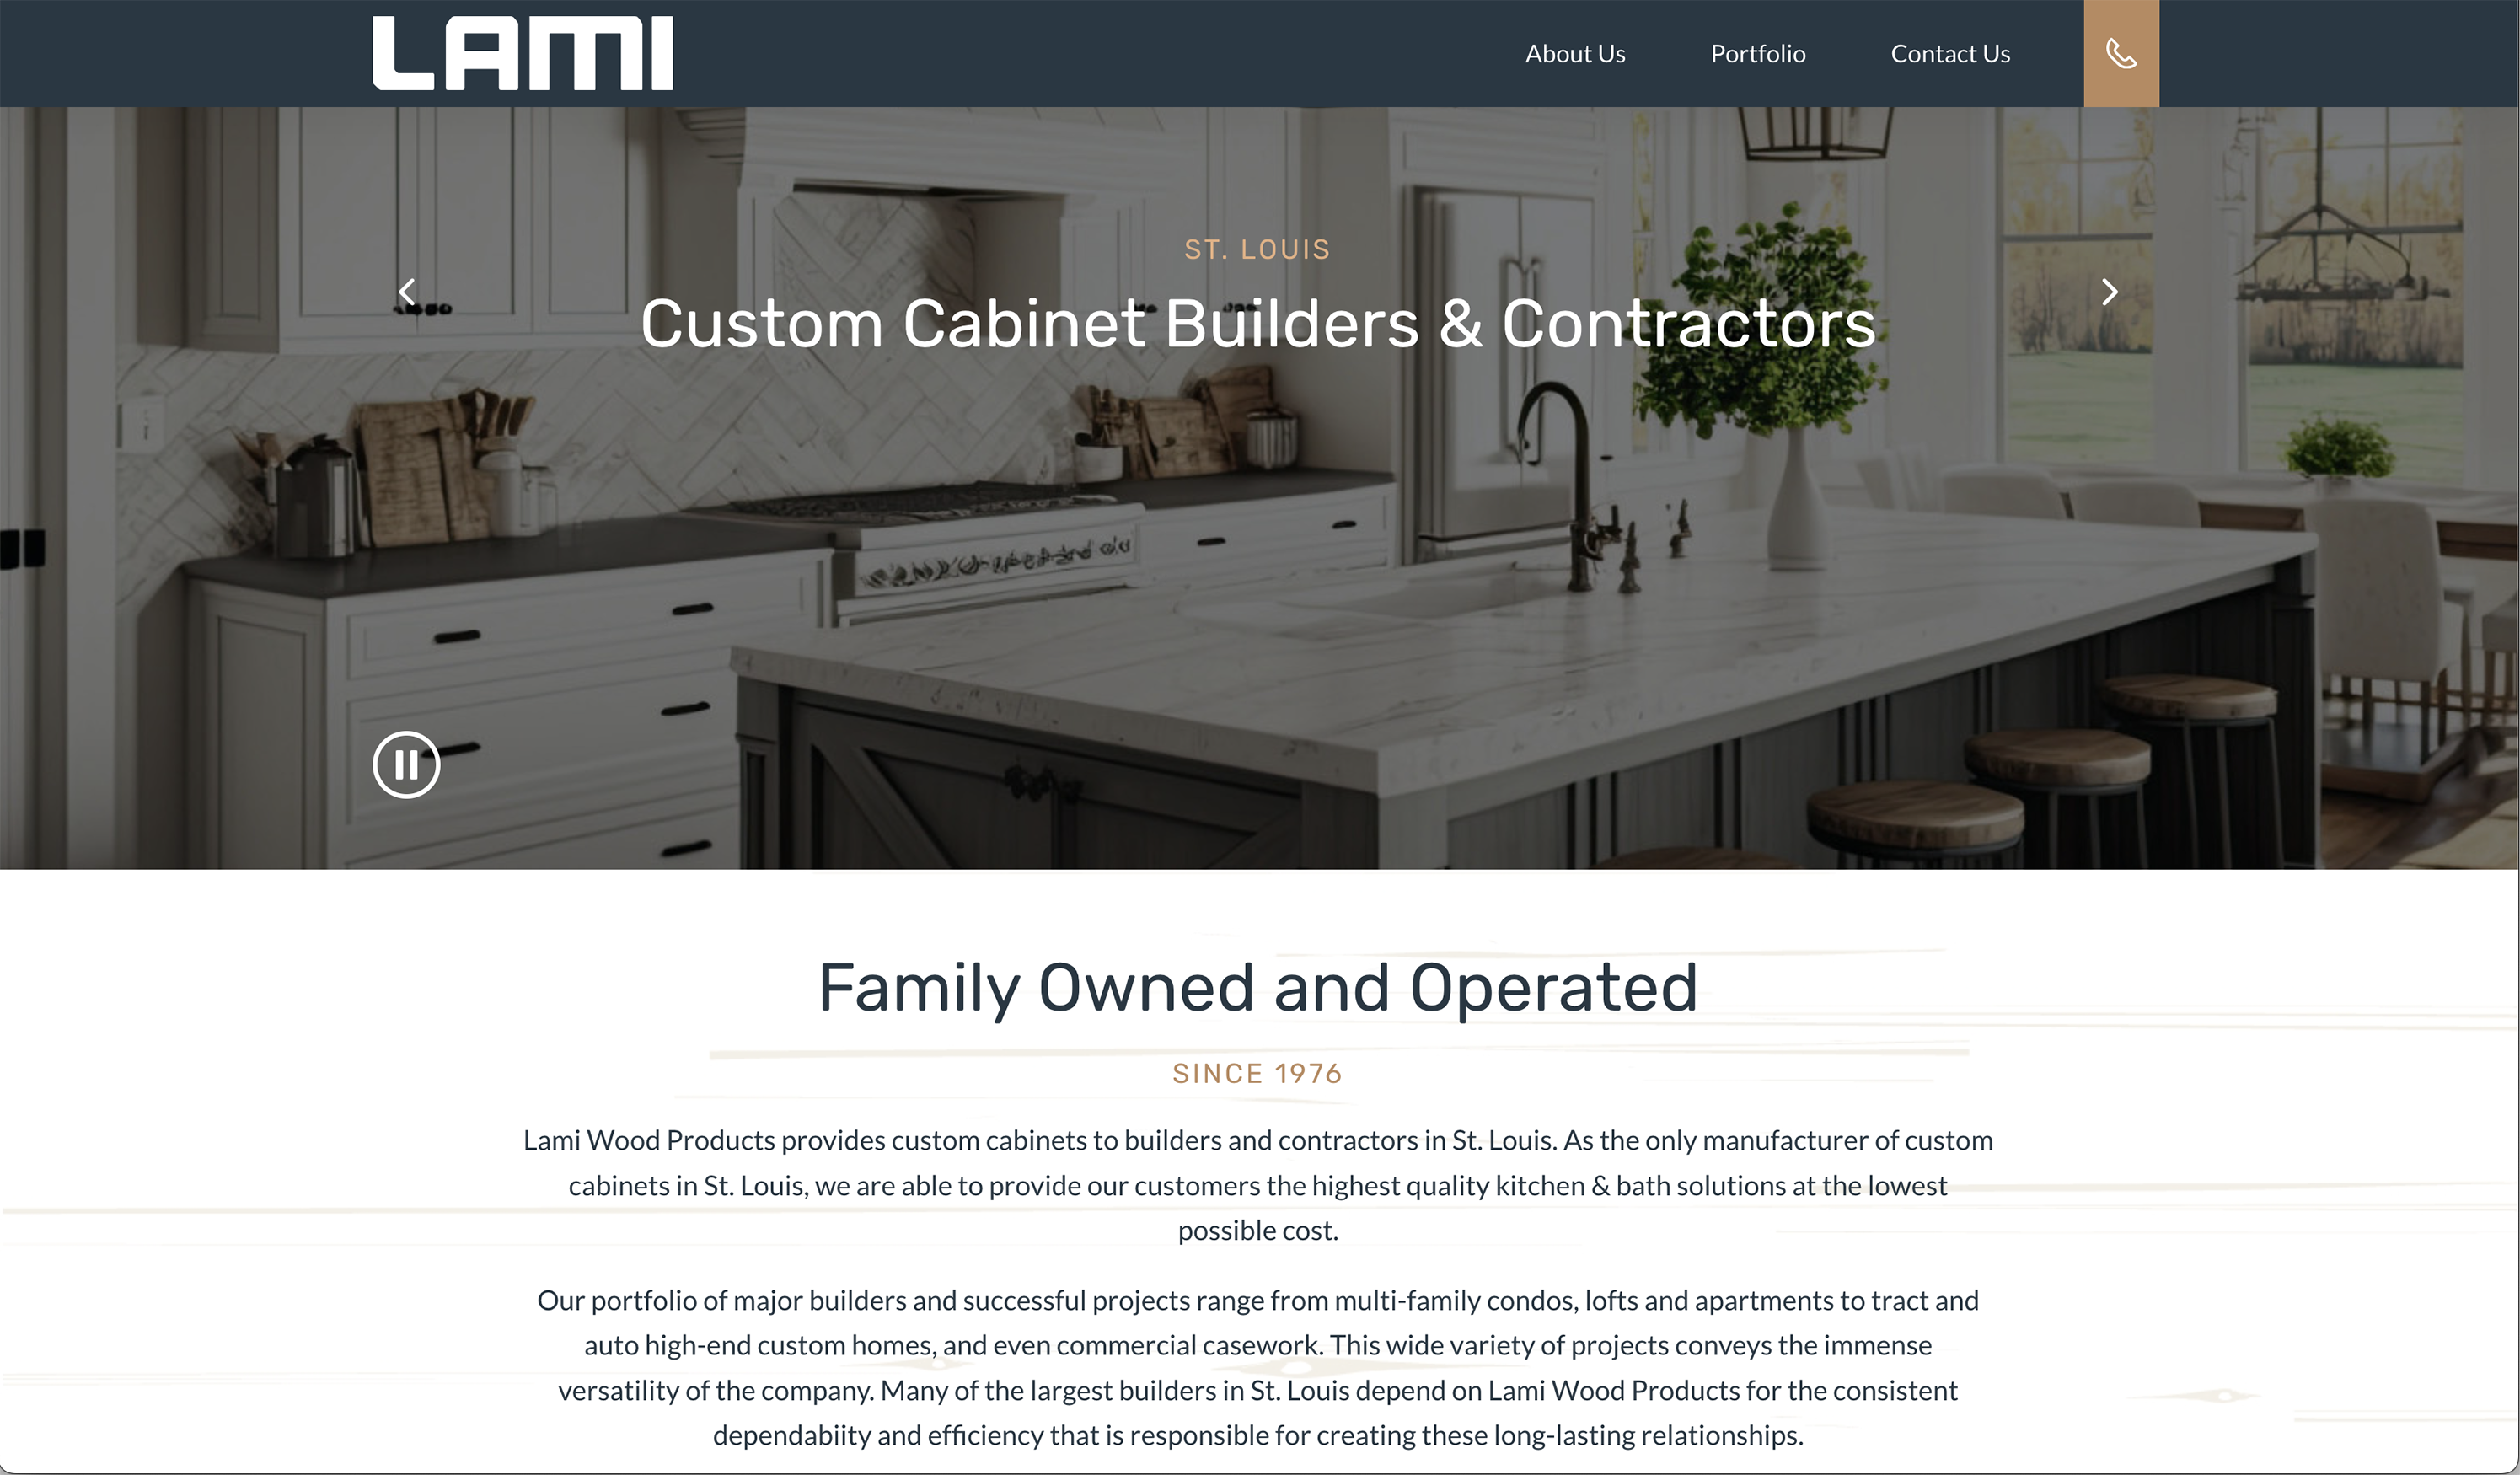 LAMI
About Us
Portfolio
Contact Us
ST. LOUIS
Custom Cabinet Builders & Contractors
Family Owned and Operated
SINCE 1976
Lami Wood Products provides custom cabinets to builders and contractors in St. Louis. As the only manufacturer of custom
cabinets in St. Louis, we are able to provide our customers the highest quality kitchen & bath solutions at the lowest
possible cost.
Our portfolio of major builders and successful projects range from multi-family condos, lofts and apartments to tract and
auto high-end custom homes, and even commercial casework. This wide variety of projects conveys the immense
versatility of the company. Many of the largest builders in St. Louis depend on Lami Wood Products for the consistent
dependabiity and efficiency that is responsible for creating these long-lasting relationships.